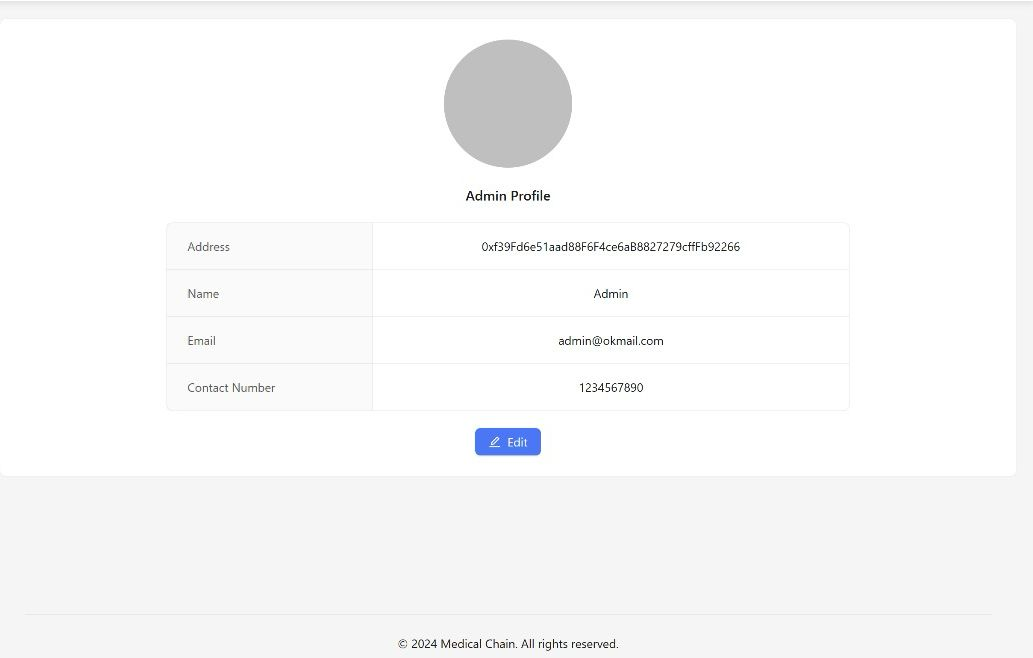 Admin Profile
Address 0xf39Fd6e51aad88F6F4ce6aB8827279cffFb92266
Name Admin
Email admin@okmail.com
Contact Number 1234567890
Edit
© 2024 Medical Chain. All rights reserved.